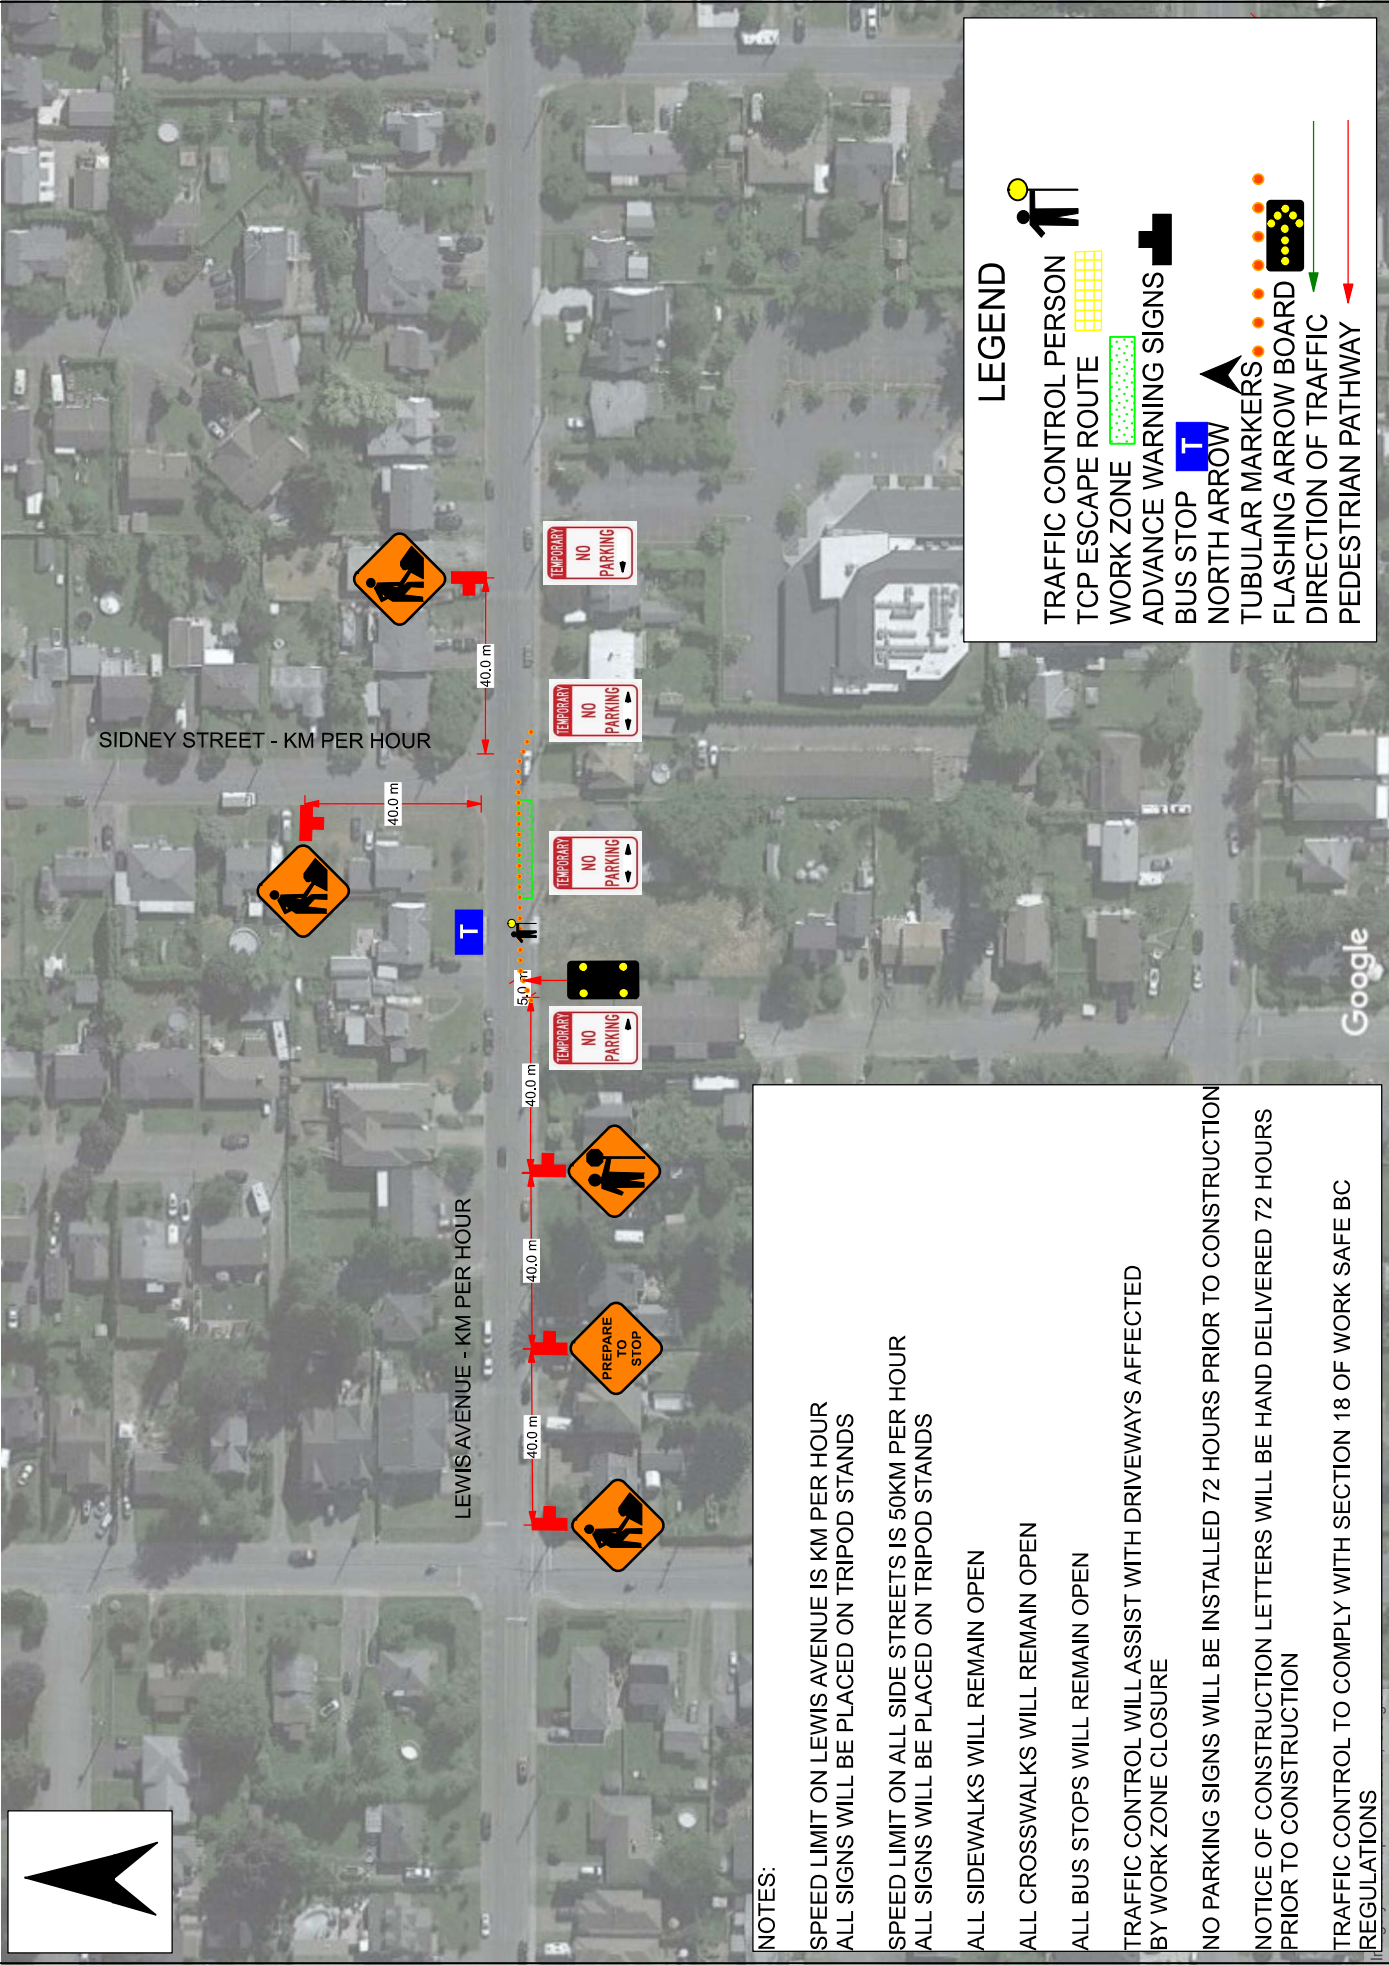 SIDNEY STREET - KM PER HOUR
LEWIS AVENUE - KM PER HOUR
40.0 m
40.0 m
40.0 m
40.0 m
40.0 m
5.0 m
T
PREPARE
TO
STOP
TEMPORARY
NO
PARKING
TEMPORARY
NO
PARKING
TEMPORARY
NO
PARKING
TEMPORARY
NO
PARKING
NOTES:
SPEED LIMIT ON LEWIS AVENUE IS KM PER HOUR
ALL SIGNS WILL BE PLACED ON TRIPOD STANDS
SPEED LIMIT ON ALL SIDE STREETS IS 50KM PER HOUR
ALL SIGNS WILL BE PLACED ON TRIPOD STANDS
ALL SIDEWALKS WILL REMAIN OPEN
ALL CROSSWALKS WILL REMAIN OPEN
ALL BUS STOPS WILL REMAIN OPEN
TRAFFIC CONTROL WILL ASSIST WITH DRIVEWAYS AFFECTED
BY WORK ZONE CLOSURE
NO PARKING SIGNS WILL BE INSTALLED 72 HOURS PRIOR TO CONSTRUCTION
NOTICE OF CONSTRUCTION LETTERS WILL BE HAND DELIVERED 72 HOURS
PRIOR TO CONSTRUCTION
TRAFFIC CONTROL TO COMPLY WITH SECTION 18 OF WORK SAFE BC
REGULATIONS
Google
LEGEND
TRAFFIC CONTROL PERSON
TCP ESCAPE ROUTE
WORK ZONE
ADVANCE WARNING SIGNS
BUS STOP T
NORTH ARROW
TUBULAR MARKERS
FLASHING ARROW BOARD
DIRECTION OF TRAFFIC
PEDESTRIAN PATHWAY